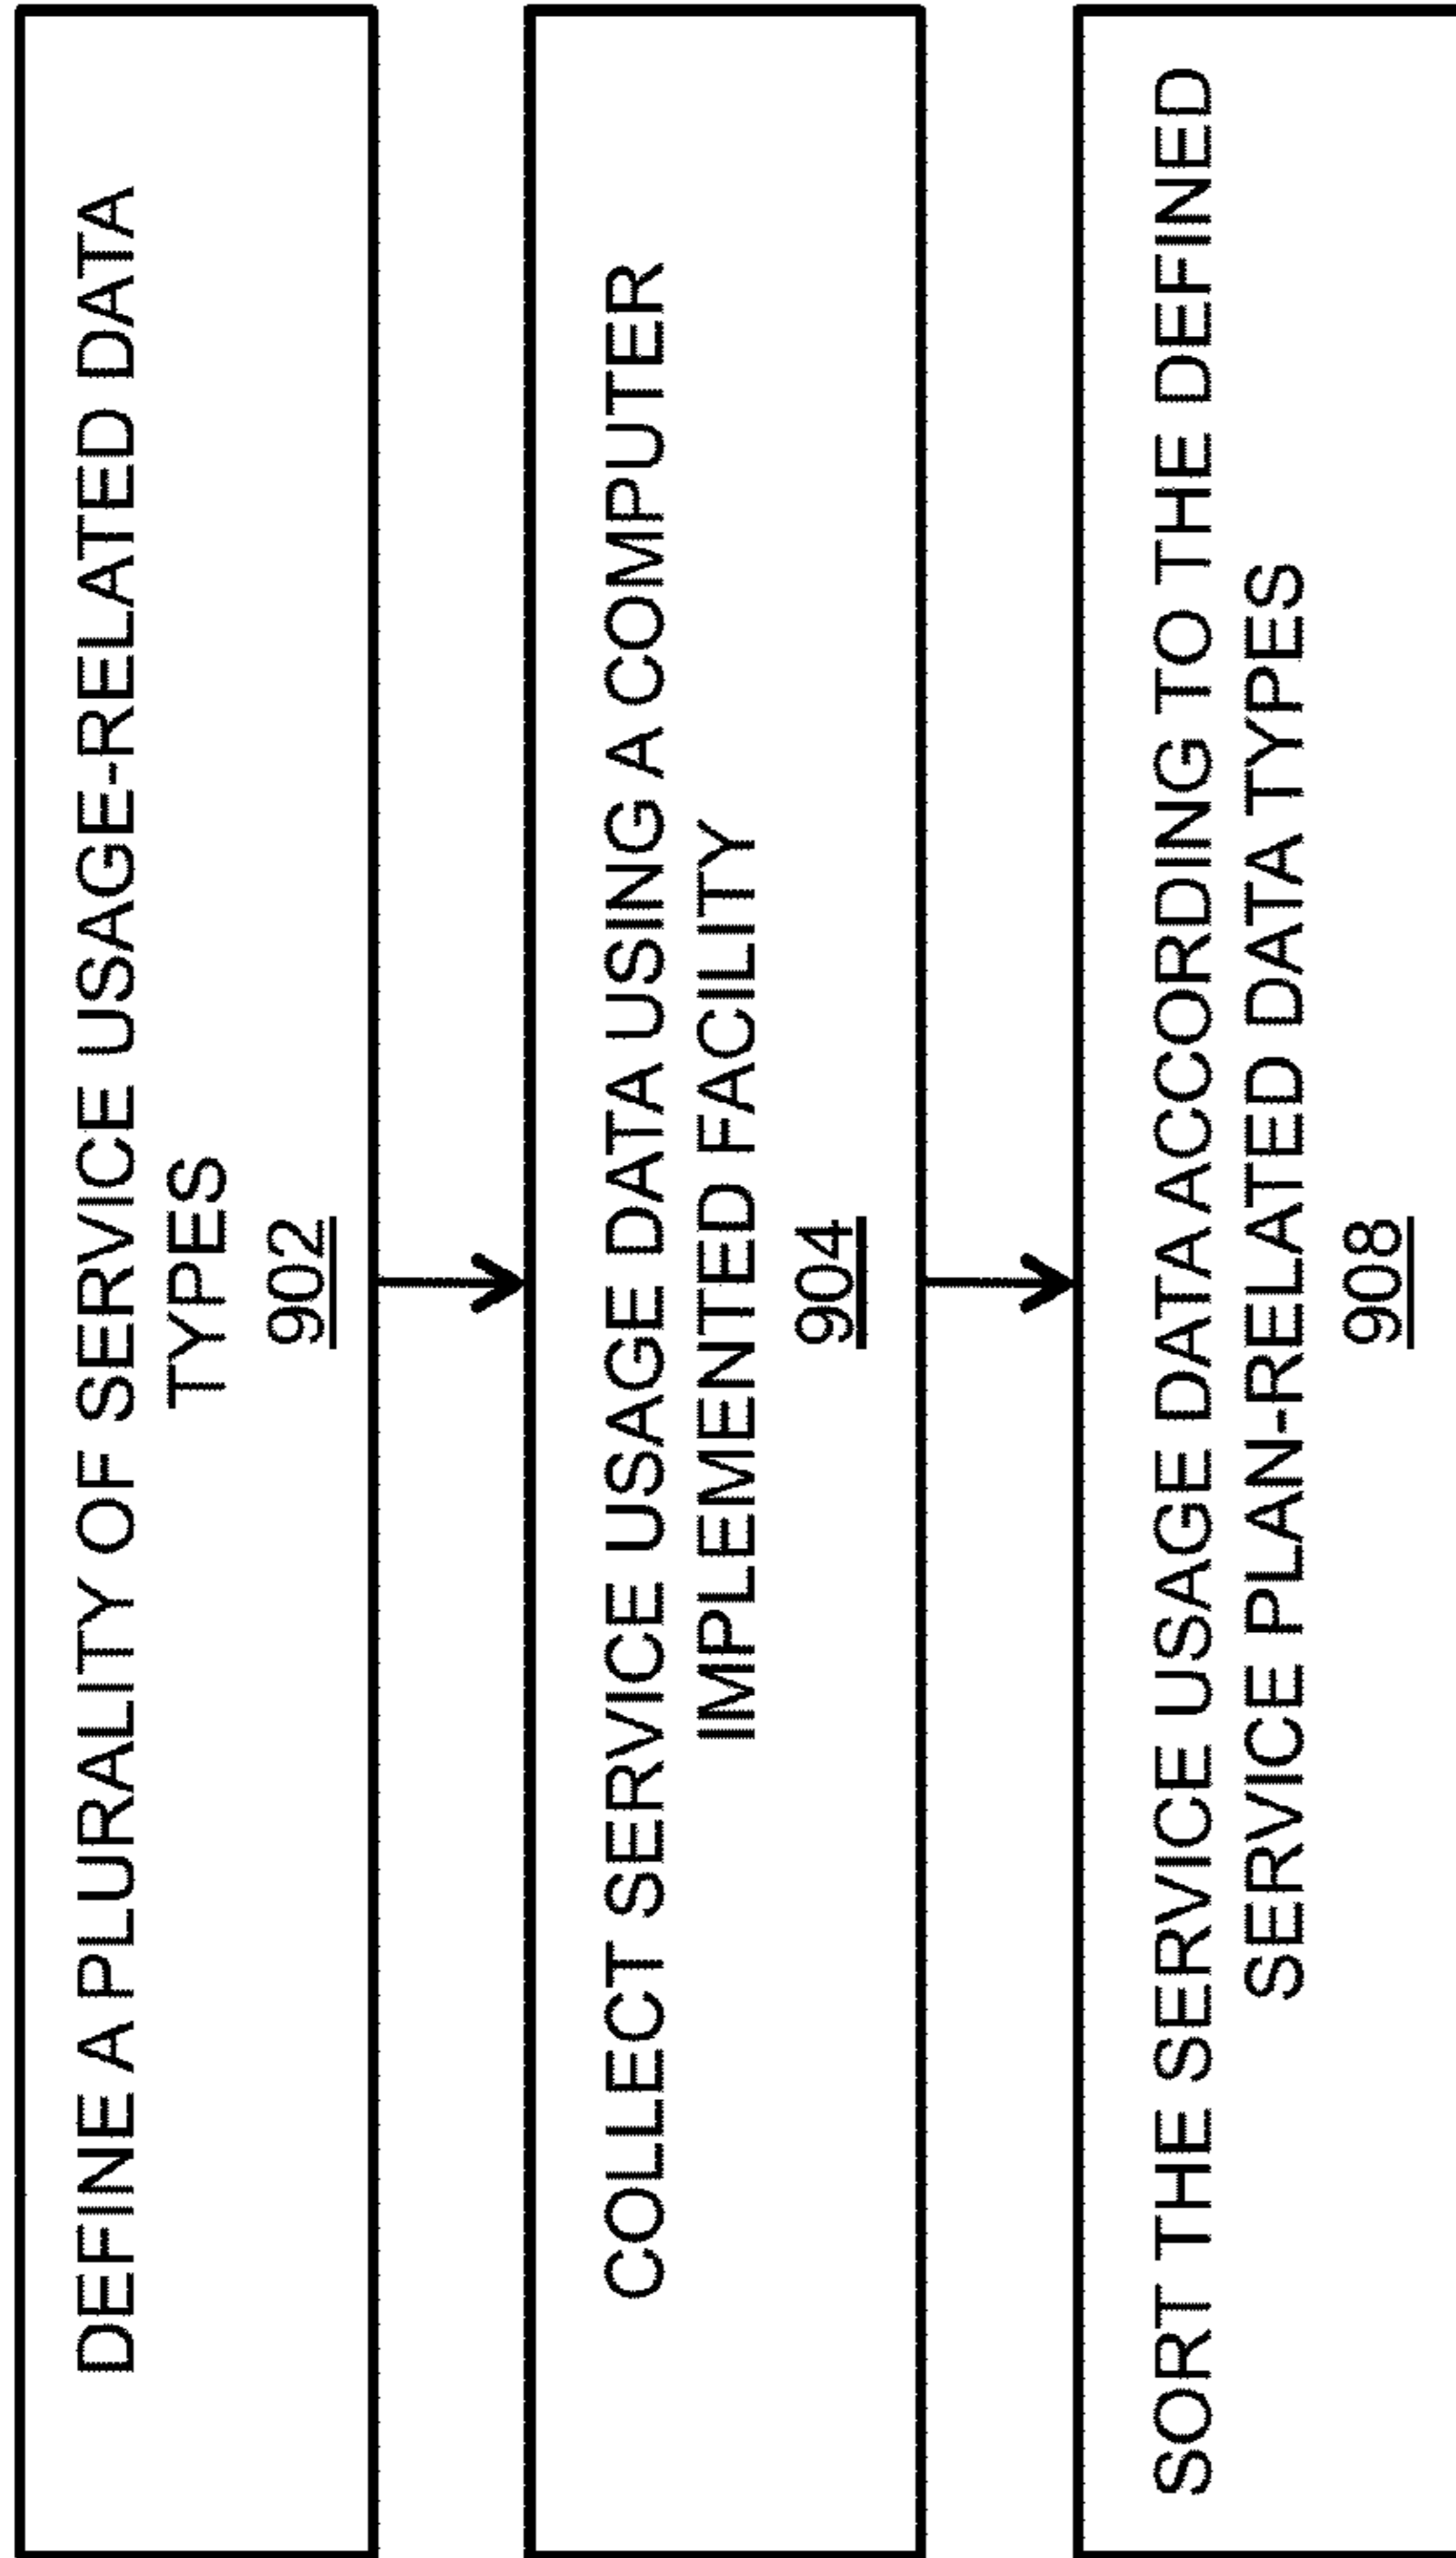 DEFINE A PLURALITY OF SERVICE USAGE-RELATED DATA
TYPES
902
COLLECT SERVICE USAGE DATA USING A COMPUTER
IMPLEMENTED FACILITY
904
SORT THE SERVICE USAGE DATA ACCORDING TO THE DEFINED
SERVICE PLAN-RELATED DATA TYPES
908